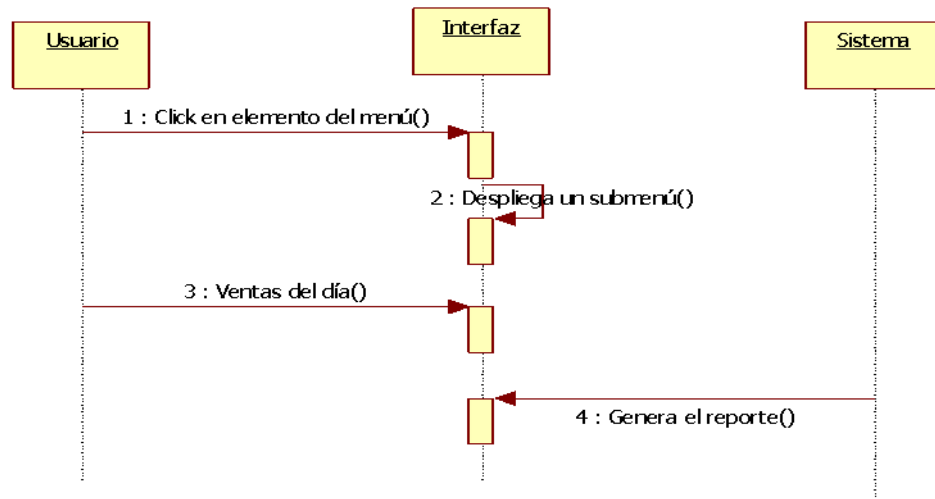 Usuario
Interfaz
Sistema
1 : Click en elemento del menú()
2 : Despliega un submenú()
3 : Ventas del día()
4 : Genera el reporte()